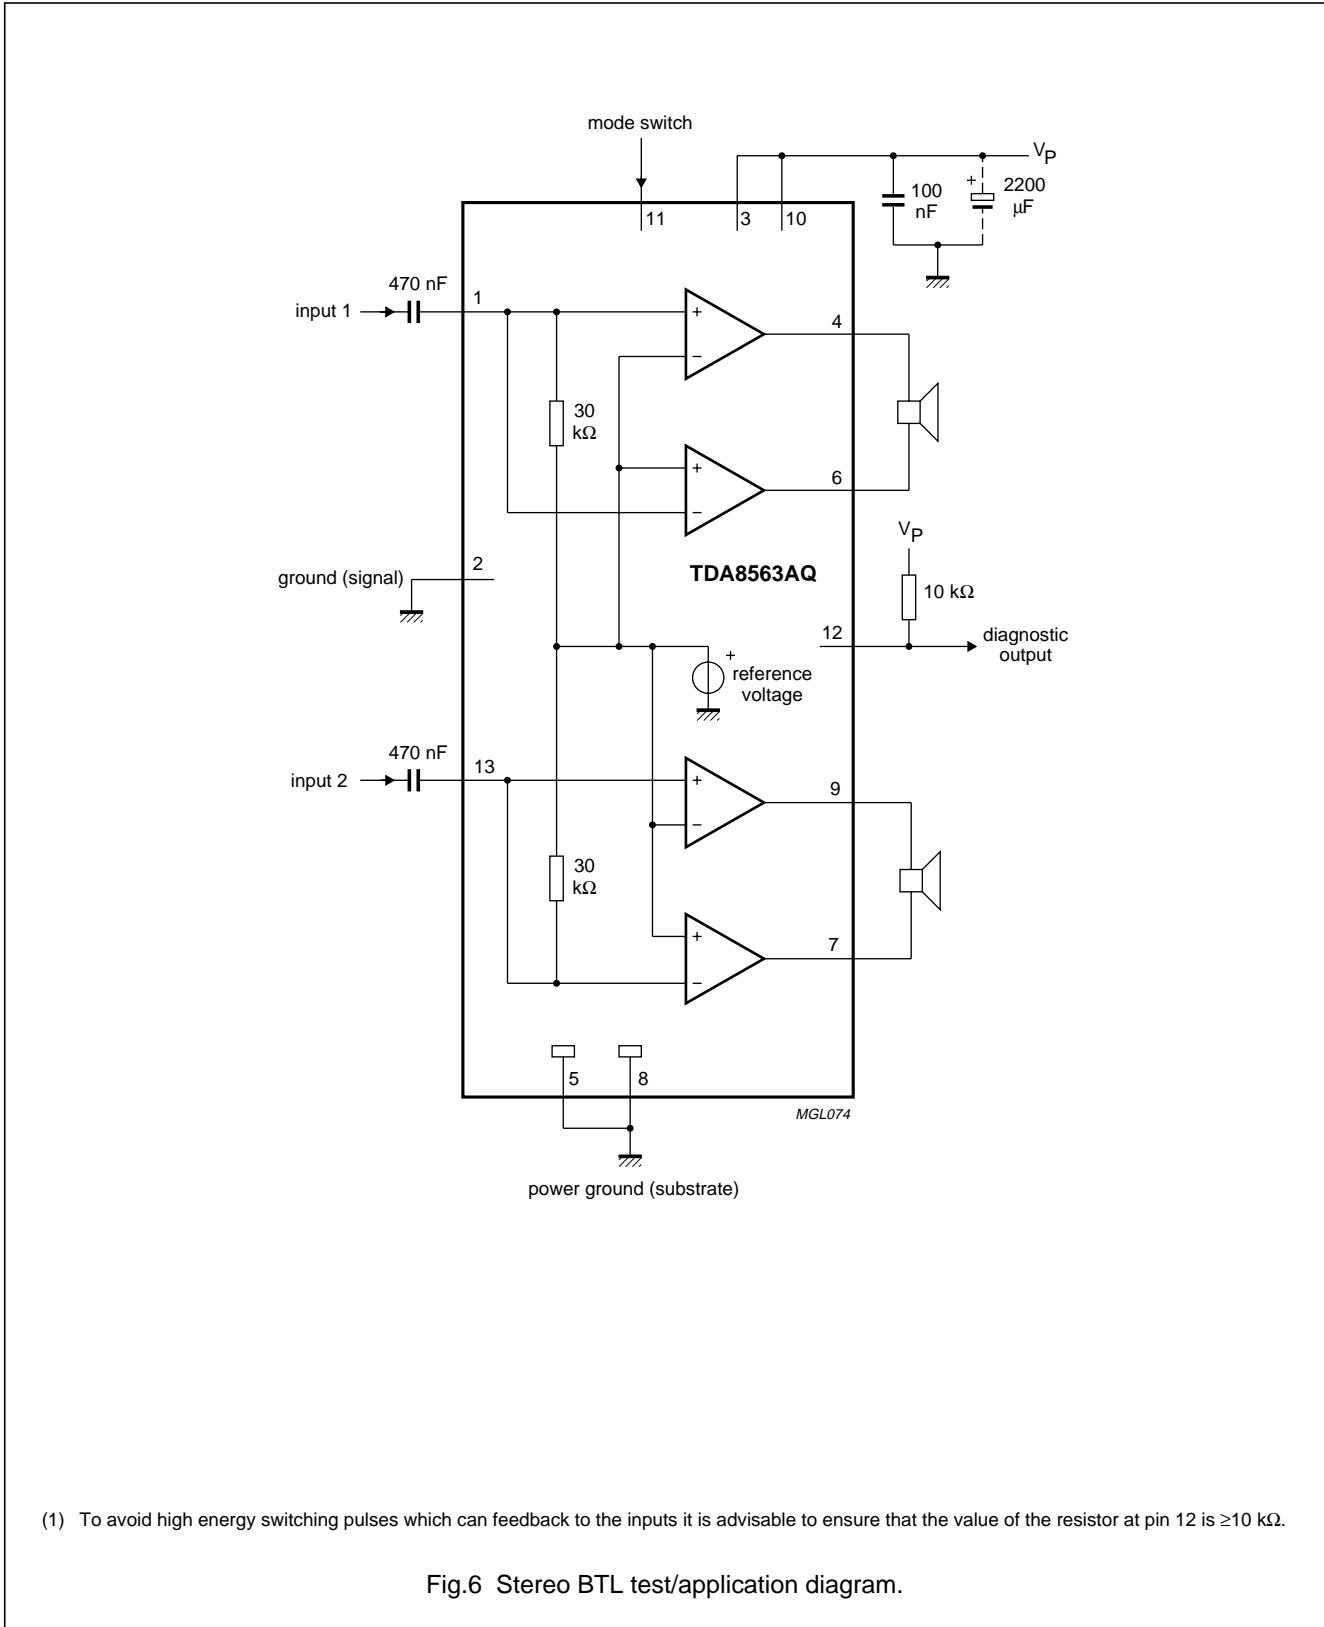 mode switch
V_P
100
nF
+
2200
µF
11
3
10
470 nF
input 1
1
+
−
4
30
kΩ
+
−
6
V_P
2
ground (signal)
TDA8563AQ
10 kΩ
12
diagnostic
output
+
reference
voltage
470 nF
input 2
13
+
−
9
30
kΩ
+
−
7
5
8
MGL074
power ground (substrate)
(1) To avoid high energy switching pulses which can feedback to the inputs it is advisable to ensure that the value of the resistor at pin 12 is ≥10 kΩ.
Fig.6 Stereo BTL test/application diagram.